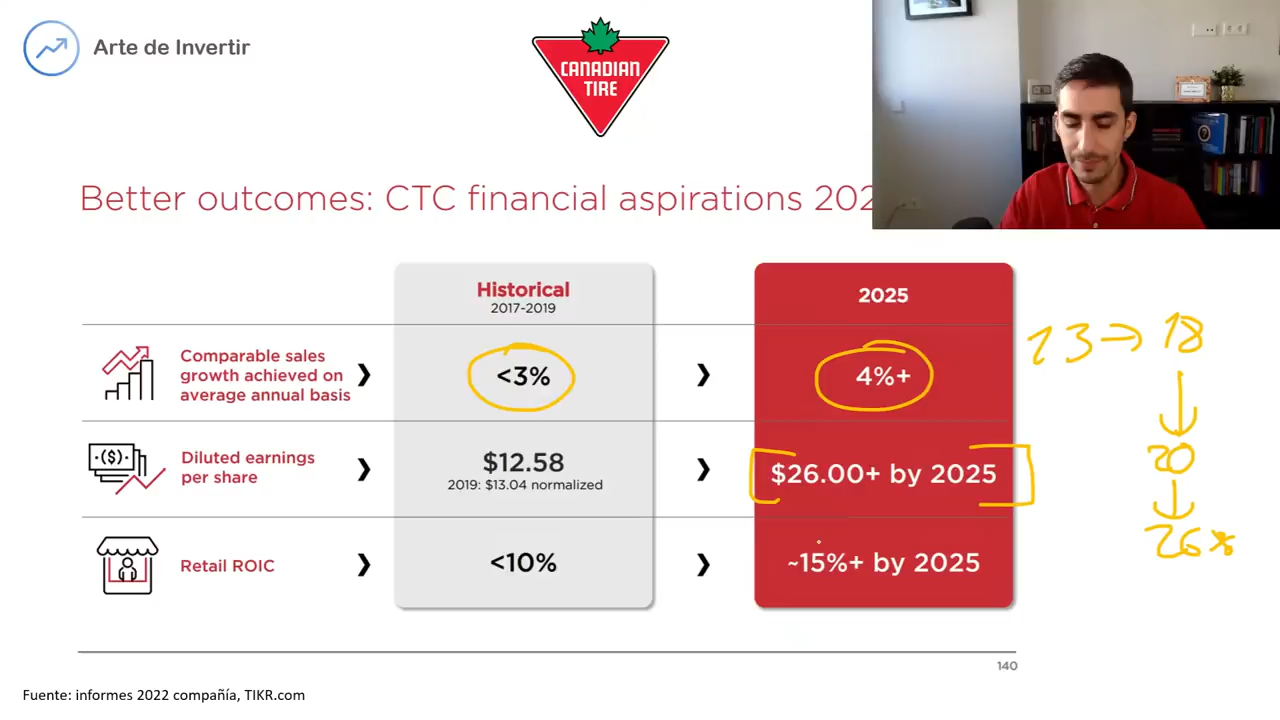 Arte de Invertir
CANADIAN
TIRE
Better outcomes: CTC financial aspirations 202
Historical
2017-2019
2025
Comparable sales
growth achieved on
average annual basis
❯
<3%
❯
4%+
Diluted earnings
per share
❯
$12.58
2019: $13.04 normalized
❯
$26.00+ by 2025
Retail ROIC
❯
<10%
❯
~15%+ by 2025
13 → 18
↓
20
↓
26
140
Fuente: informes 2022 compañía, TIKR.com